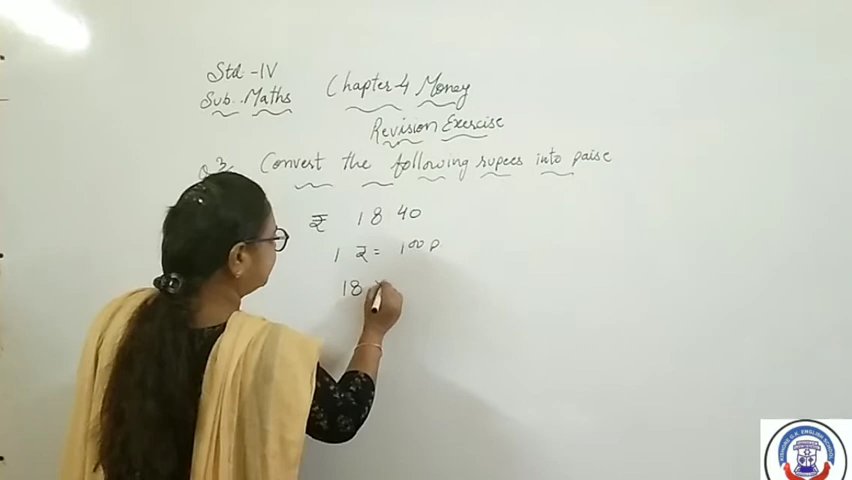 Std - IV
Sub. Maths
Chapter-4 Money
Revision Exercise
Convert the following rupees into paise
₹ 18 40
1 ₹ = 100 P
18